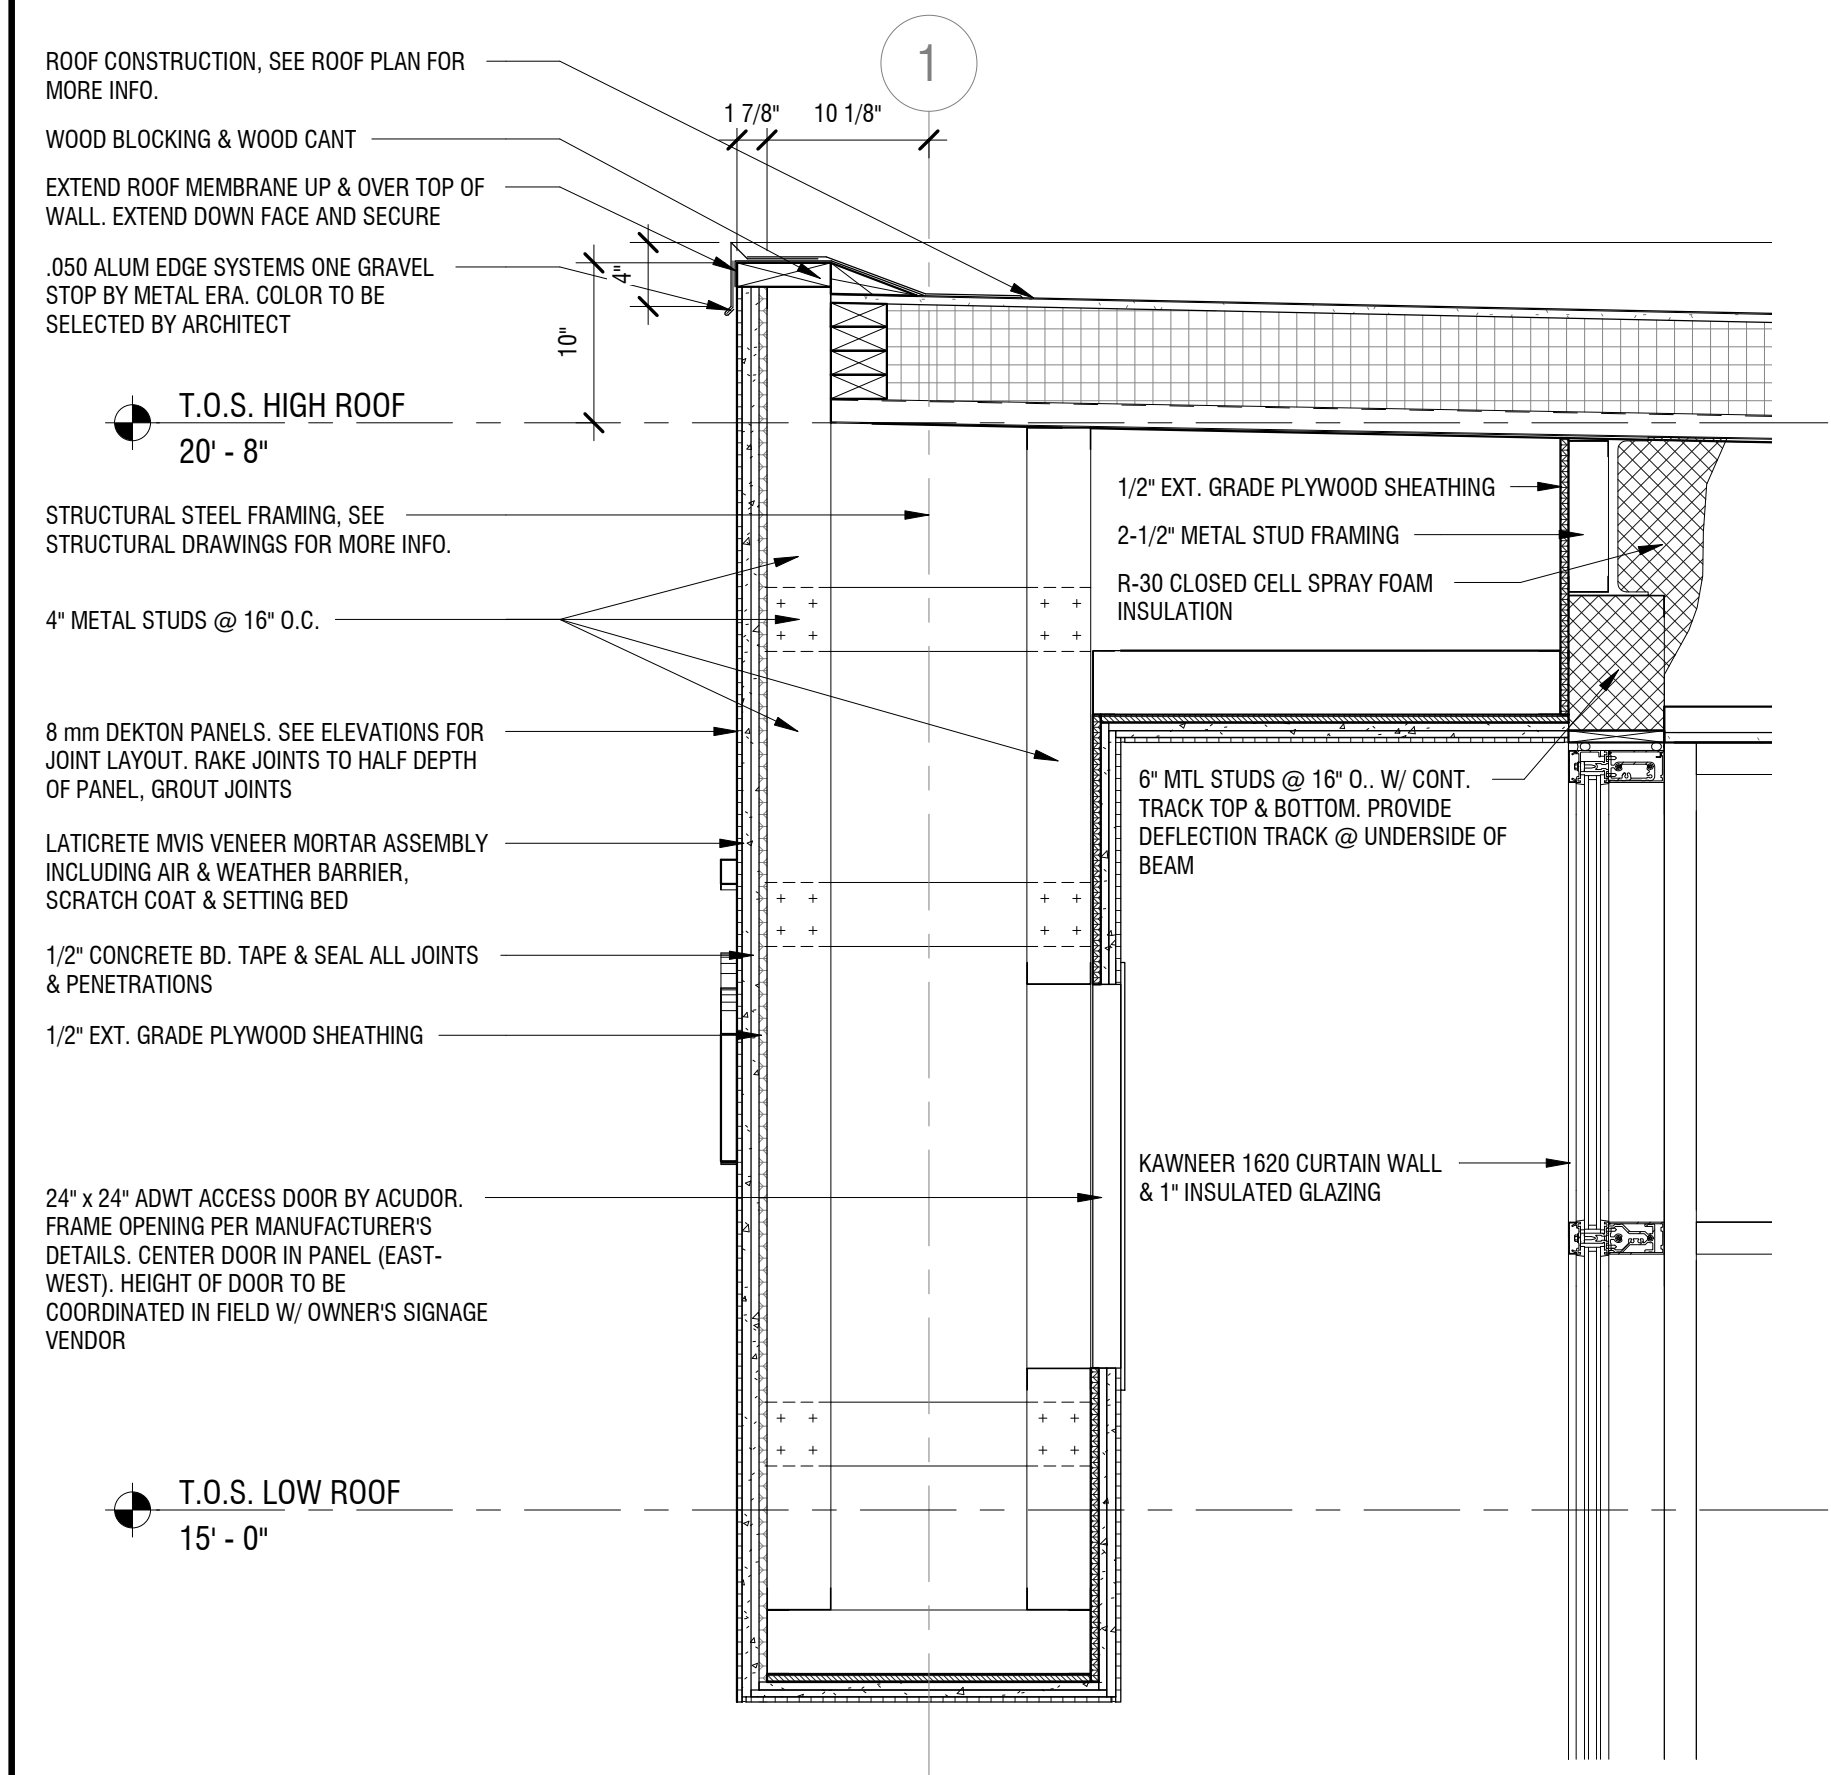 1
ROOF CONSTRUCTION, SEE ROOF PLAN FOR
MORE INFO.
1 7/8" 10 1/8"
WOOD BLOCKING & WOOD CANT
EXTEND ROOF MEMBRANE UP & OVER TOP OF
WALL. EXTEND DOWN FACE AND SECURE
.050 ALUM EDGE SYSTEMS ONE GRAVEL
STOP BY METAL ERA. COLOR TO BE
SELECTED BY ARCHITECT
4"
10"
T.O.S. HIGH ROOF
20' - 8"
STRUCTURAL STEEL FRAMING, SEE
STRUCTURAL DRAWINGS FOR MORE INFO.
4" METAL STUDS @ 16" O.C.
8 mm DEKTON PANELS. SEE ELEVATIONS FOR
JOINT LAYOUT. RAKE JOINTS TO HALF DEPTH
OF PANEL, GROUT JOINTS
LATICRETE MVIS VENEER MORTAR ASSEMBLY
INCLUDING AIR & WEATHER BARRIER,
SCRATCH COAT & SETTING BED
1/2" CONCRETE BD. TAPE & SEAL ALL JOINTS
& PENETRATIONS
1/2" EXT. GRADE PLYWOOD SHEATHING
24" x 24" ADWT ACCESS DOOR BY ACUDOR.
FRAME OPENING PER MANUFACTURER'S
DETAILS. CENTER DOOR IN PANEL (EAST-
WEST). HEIGHT OF DOOR TO BE
COORDINATED IN FIELD W/ OWNER'S SIGNAGE
VENDOR
T.O.S. LOW ROOF
15' - 0"
1/2" EXT. GRADE PLYWOOD SHEATHING
2-1/2" METAL STUD FRAMING
R-30 CLOSED CELL SPRAY FOAM
INSULATION
6" MTL STUDS @ 16" O.. W/ CONT.
TRACK TOP & BOTTOM. PROVIDE
DEFLECTION TRACK @ UNDERSIDE OF
BEAM
KAWNEER 1620 CURTAIN WALL
& 1" INSULATED GLAZING